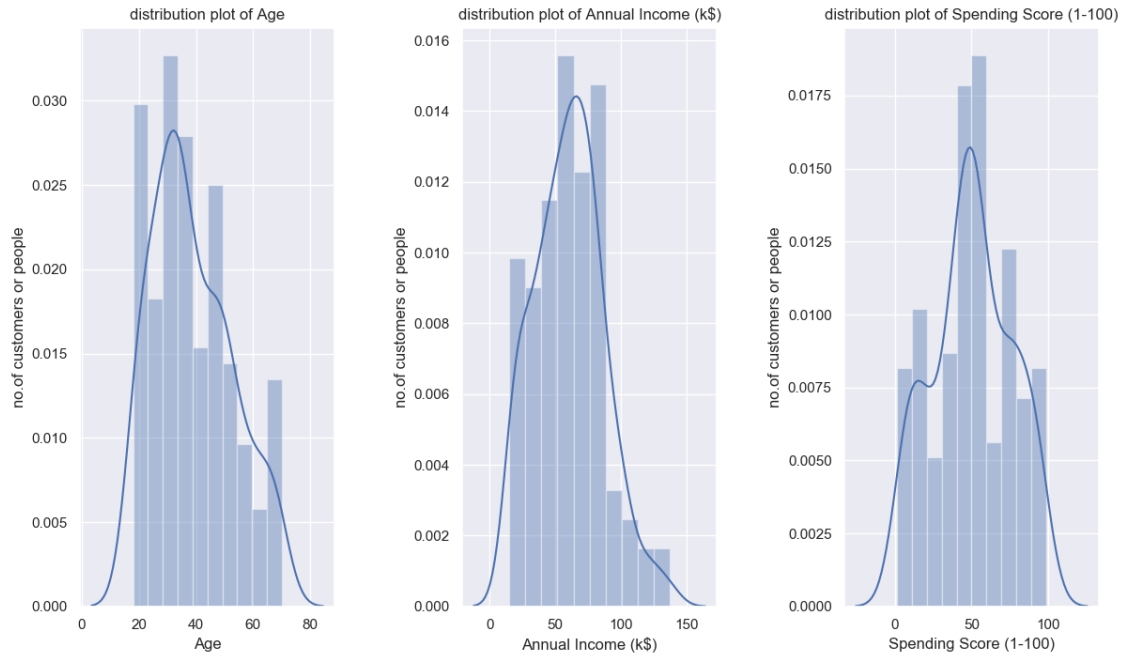 distribution plot of Age
0.030
0.025
0.020
0.015
0.010
0.005
0.000
no.of customers or people
0 20 40 60 80
Age
distribution plot of Annual Income (k$)
0.016
0.014
0.012
0.010
0.008
0.006
0.004
0.002
0.000
no.of customers or people
0 50 100 150
Annual Income (k$)
distribution plot of Spending Score (1-100)
0.0175
0.0150
0.0125
0.0100
0.0075
0.0050
0.0025
0.0000
no.of customers or people
0 50 100
Spending Score (1-100)